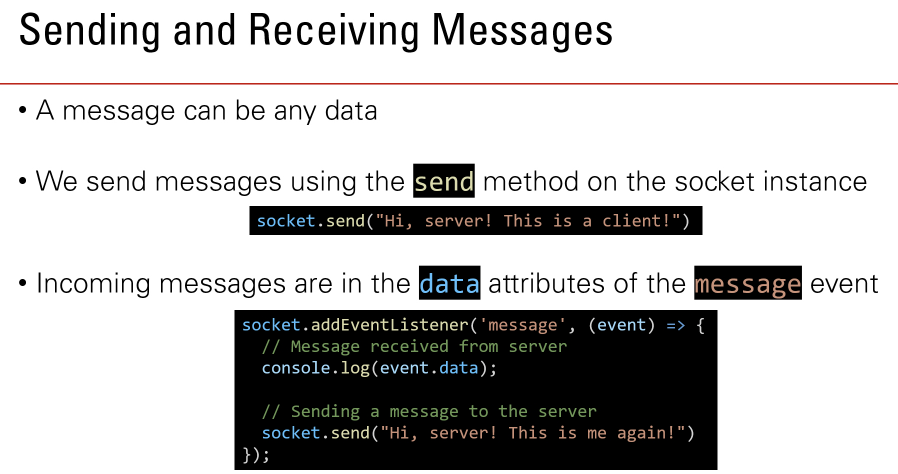 Sending and Receiving Messages
• A message can be any data
• We send messages using the send method on the socket instance
socket.send("Hi, server! This is a client!")
• Incoming messages are in the data attributes of the message event
socket.addEventListener('message', (event) => {
  // Message received from server
  console.log(event.data);

  // Sending a message to the server
  socket.send("Hi, server! This is me again!")
});